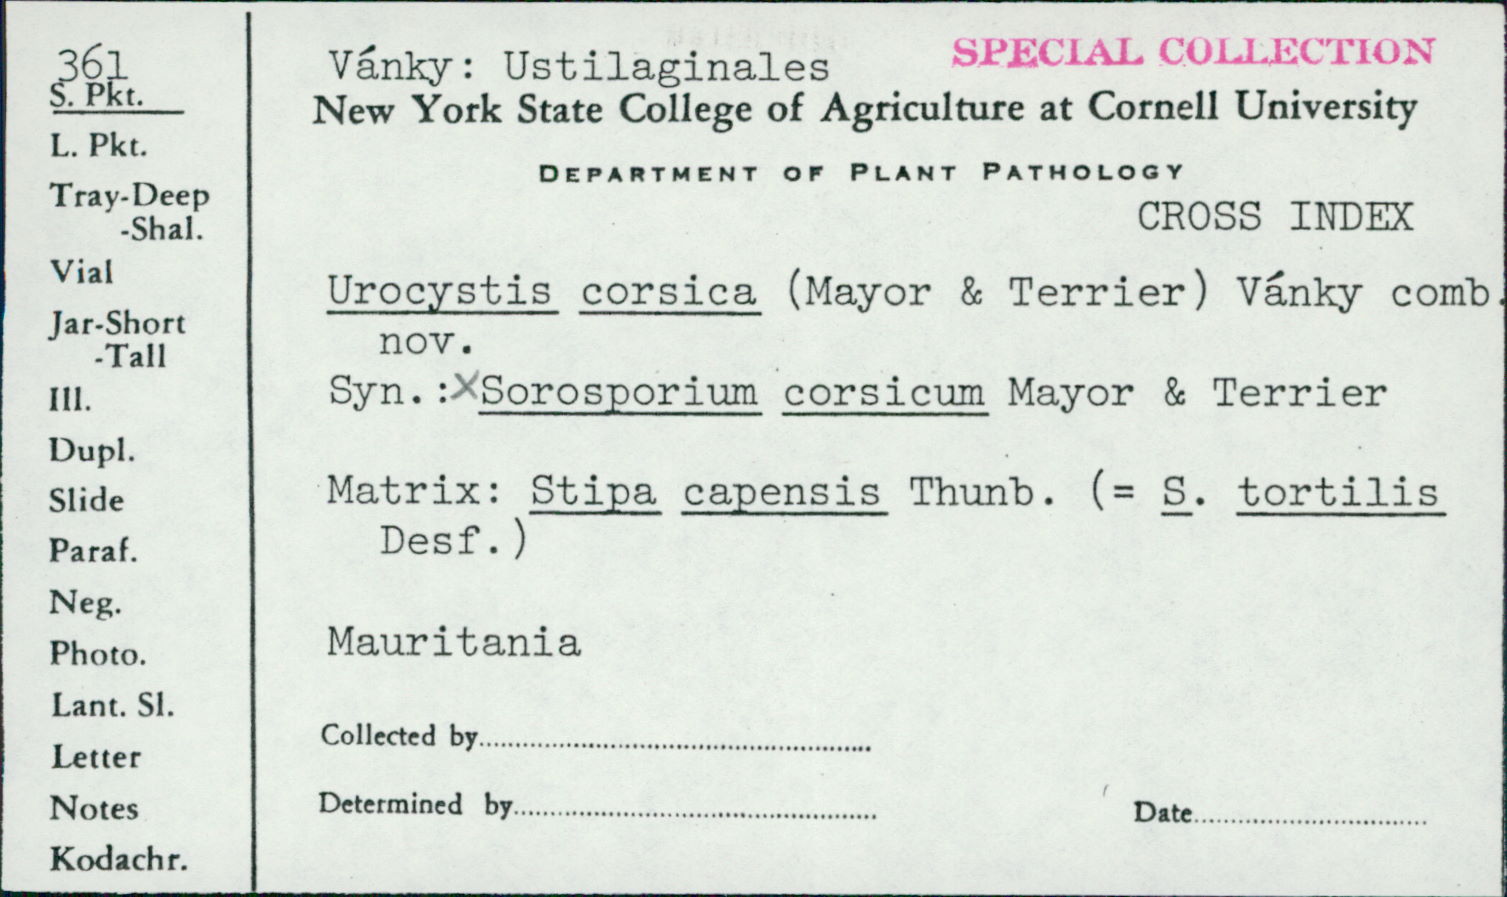 361
S. Pkt.
L. Pkt.
Tray-Deep
-Shal.
Vial
Jar-Short
-Tall
Ill.
Dupl.
Slide
Paraf.
Neg.
Photo.
Lant. Sl.
Letter
Notes
Kodachr.
Vánky: Ustilaginales
SPECIAL COLLECTION
New York State College of Agriculture at Cornell University
DEPARTMENT OF PLANT PATHOLOGY
CROSS INDEX
Urocystis corsica (Mayor & Terrier) Vánky comb.
nov.
Syn.:XSorosporium corsicum Mayor & Terrier
Matrix: Stipa capensis Thunb. (= S. tortilis
Desf.)
Mauritania
Collected by
Determined by
Date